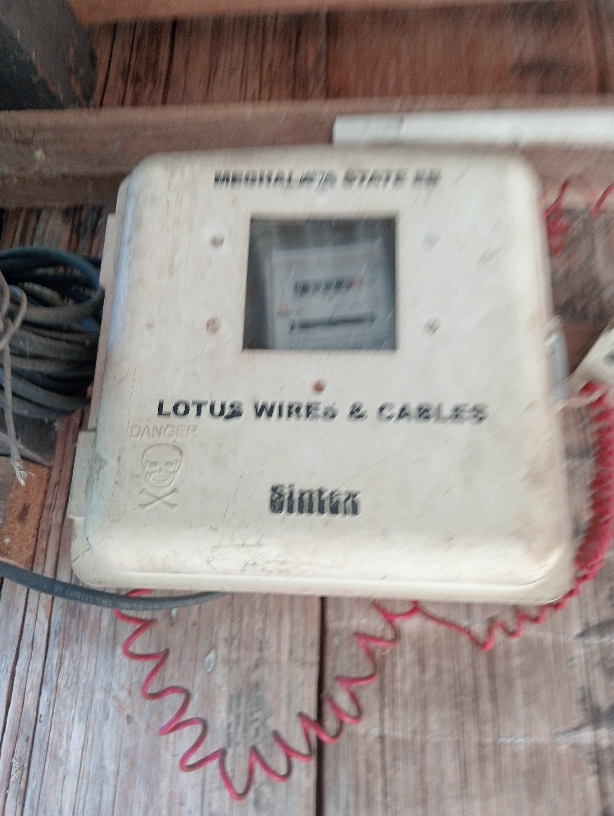 MEGHALAYA STATE EB
LOTUS WIRES & CABLES
DANGER
Sintex